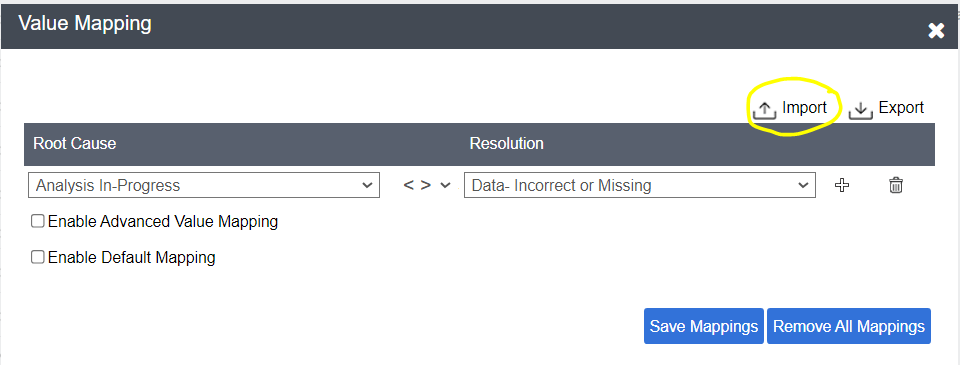 Value Mapping
Import Export
Root Cause Resolution
Analysis In-Progress < > Data- Incorrect or Missing
Enable Advanced Value Mapping
Enable Default Mapping
Save Mappings Remove All Mappings